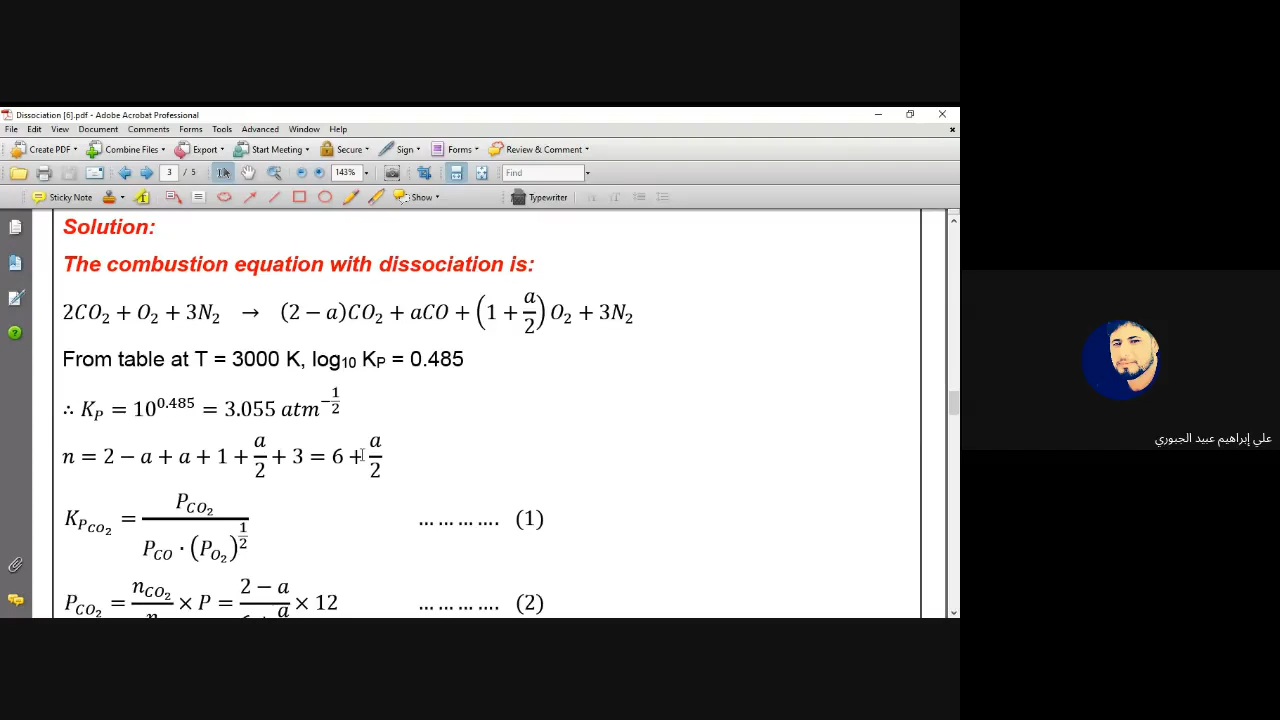 Dissociation [6].pdf - Adobe Acrobat Professional
File Edit View Document Comments Forms Tools Advanced Window Help
Create PDF Combine Files Export Start Meeting Secure Sign Forms Review & Comment
3 / 5 143% Find
Sticky Note Show Typewriter
Solution:
The combustion equation with dissociation is:
2CO₂ + O₂ + 3N₂ → (2 − a)CO₂ + aCO + (1 + a/2) O₂ + 3N₂
From table at T = 3000 K, log₁₀ K_P = 0.485
∴ K_P = 10^0.485 = 3.055 atm^(−1/2)
n = 2 − a + a + 1 + a/2 + 3 = 6 + a/2
K_P_CO₂ = P_CO₂ / (P_CO · (P_O₂)^(1/2)) … … … …. (1)
P_CO₂ = n_CO₂/n × P = (2 − a)/(6 + a × 12 … … … …. (2)
علي إبراهيم عبيد الجبوري